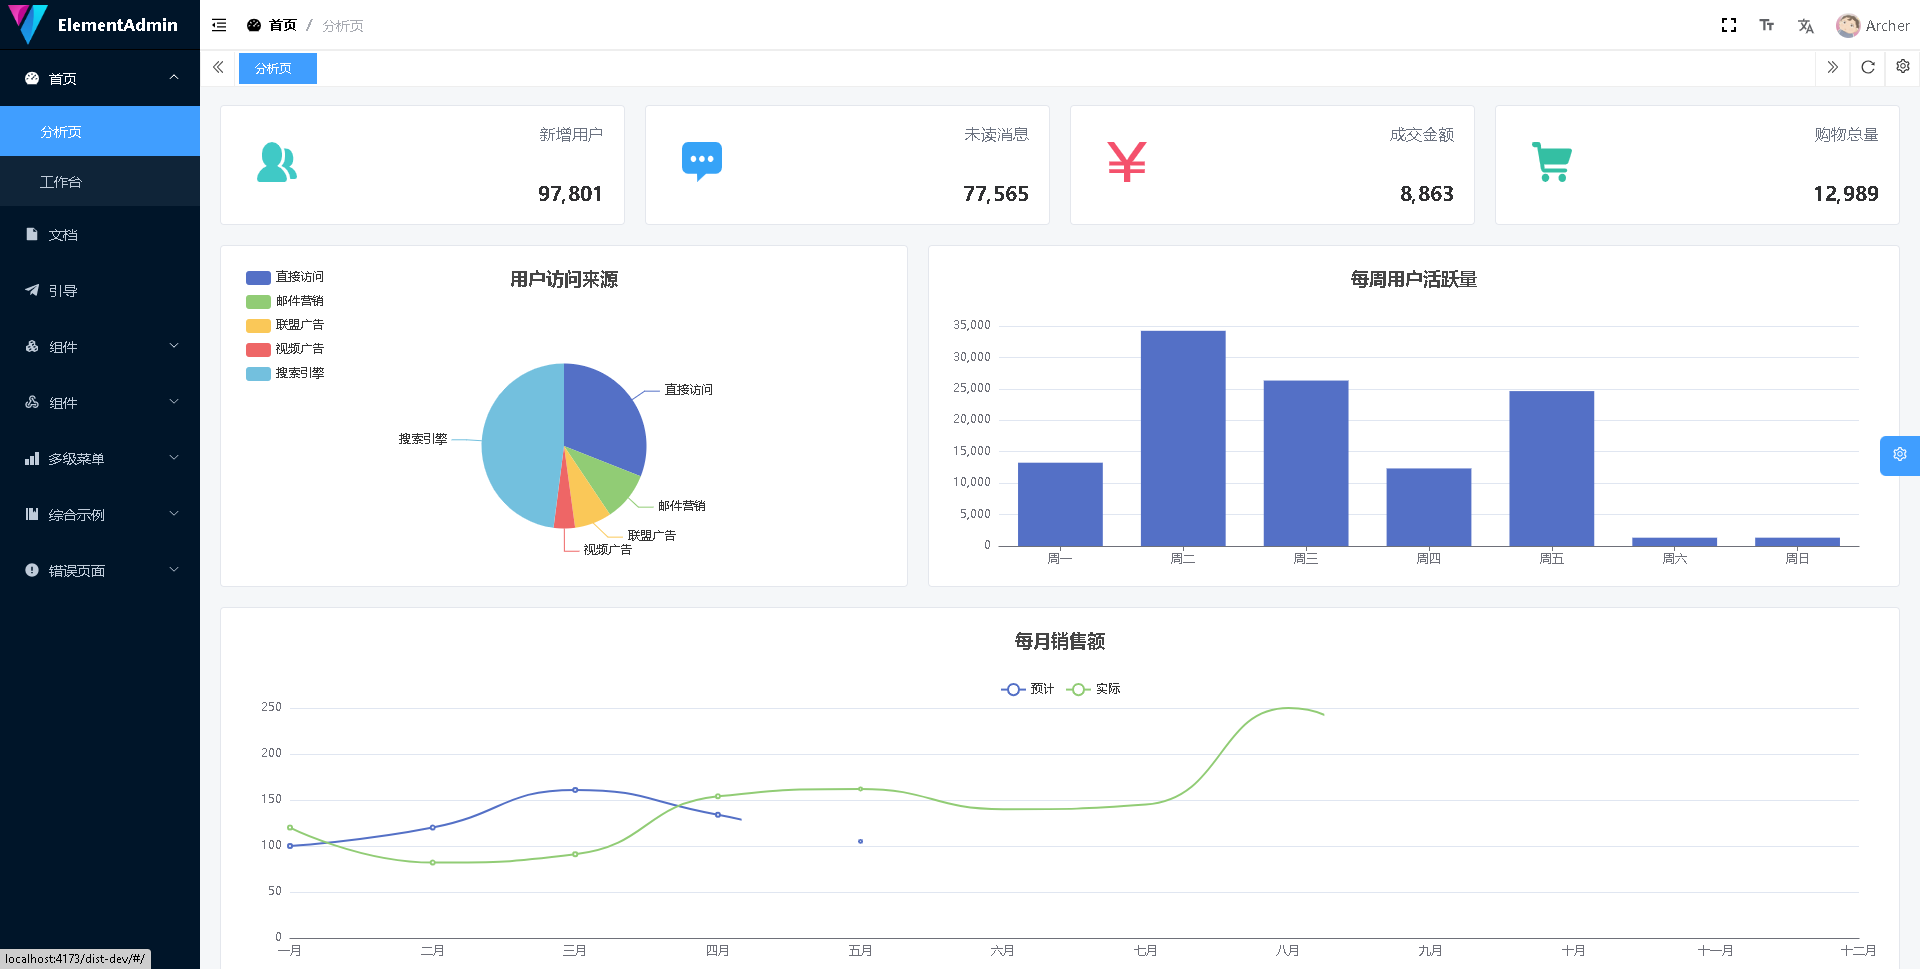 ElementAdmin
首页 / 分析页
Archer
分析页
首页
分析页
工作台
文档
引导
组件
组件
多级菜单
综合示例
错误页面
新增用户
97,801
未读消息
77,565
成交金额
8,863
购物总量
12,989
用户访问来源
直接访问
邮件营销
联盟广告
视频广告
搜索引擎
直接访问
搜索引擎
邮件营销
联盟广告
视频广告
每周用户活跃量
35,000
30,000
25,000
20,000
15,000
10,000
5,000
0
周一 周二 周三 周四 周五 周六 周日
每月销售额
预计 实际
250
200
150
100
50
0
一月 二月 三月 四月 五月 六月 七月 八月 九月 十月 十一月 十二月
localhost:4173/dist-dev/#/